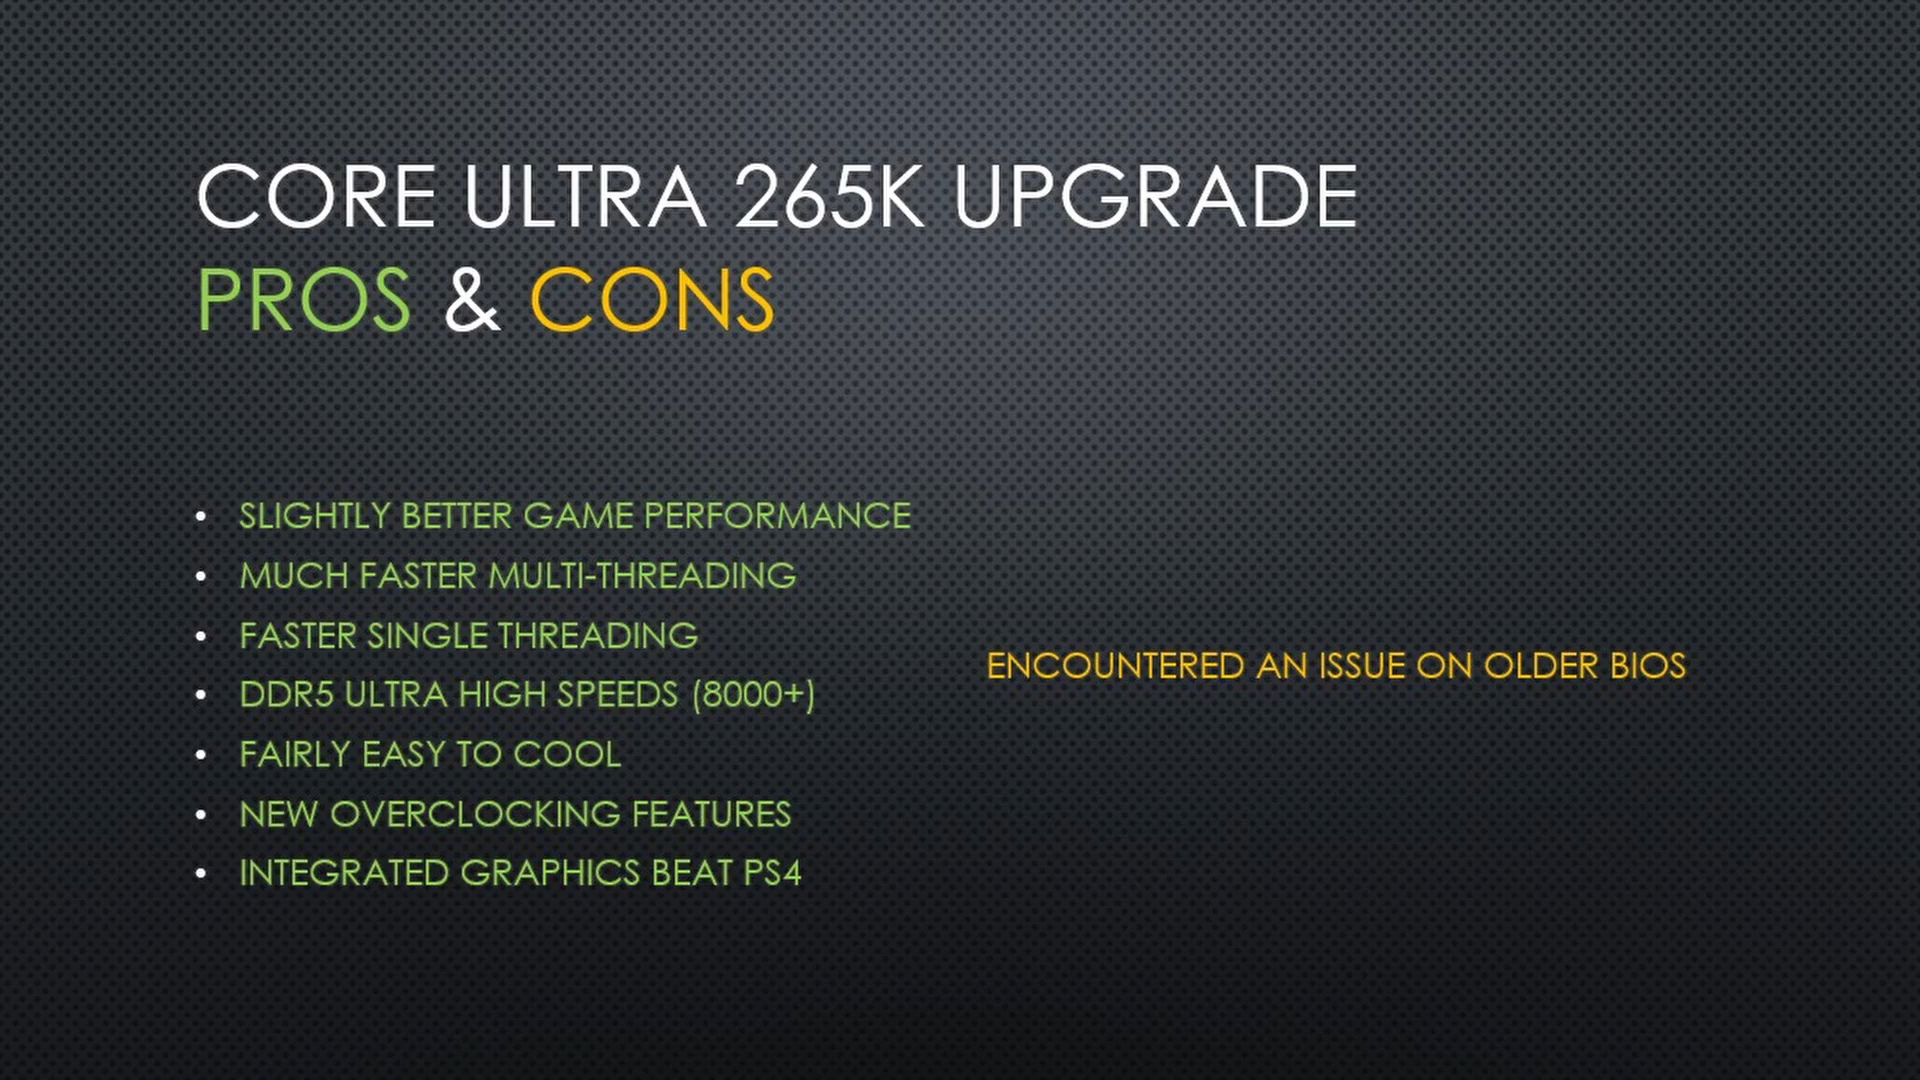 CORE ULTRA 265K UPGRADE
PROS & CONS
• SLIGHTLY BETTER GAME PERFORMANCE
• MUCH FASTER MULTI-THREADING
• FASTER SINGLE THREADING
• DDR5 ULTRA HIGH SPEEDS (8000+)
• FAIRLY EASY TO COOL
• NEW OVERCLOCKING FEATURES
• INTEGRATED GRAPHICS BEAT PS4
ENCOUNTERED AN ISSUE ON OLDER BIOS